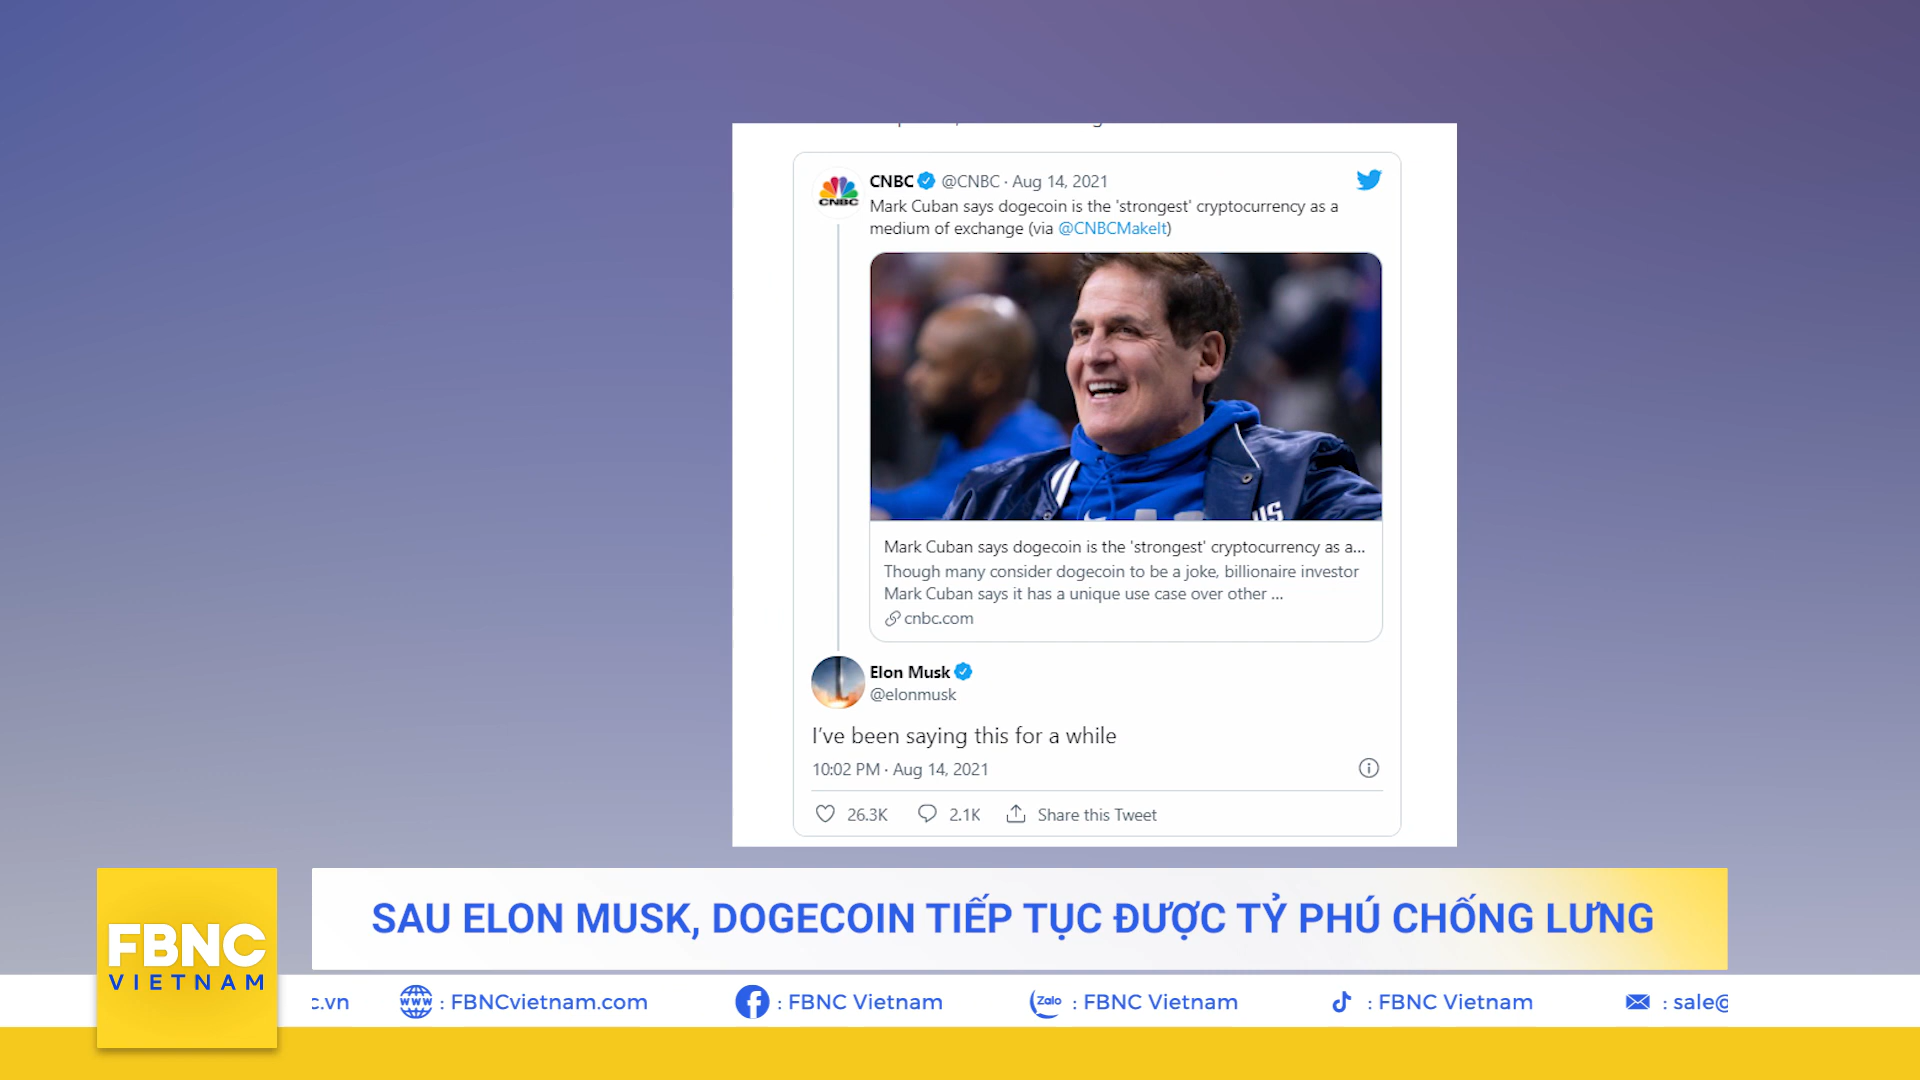 CNBC @CNBC · Aug 14, 2021
CNBC
Mark Cuban says dogecoin is the 'strongest' cryptocurrency as a
medium of exchange (via @CNBCMakeIt)
US
Mark Cuban says dogecoin is the 'strongest' cryptocurrency as a...
Though many consider dogecoin to be a joke, billionaire investor
Mark Cuban says it has a unique use case over other ...
cnbc.com
Elon Musk
@elonmusk
I've been saying this for a while
10:02 PM · Aug 14, 2021
26.3K 2.1K Share this Tweet
SAU ELON MUSK, DOGECOIN TIẾP TỤC ĐƯỢC TỶ PHÚ CHỐNG LƯNG
FBNC
VIETNAM
c.vn www : FBNCvietnam.com : FBNC Vietnam Zalo : FBNC Vietnam : FBNC Vietnam : sale@